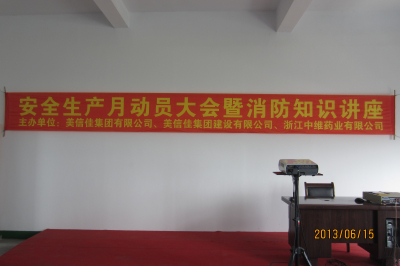 安全生产月动员大会暨消防知识讲座
主办单位：美信佳集团有限公司、美信佳集团建设有限公司、浙江中维药业有限公司
2013/06/15